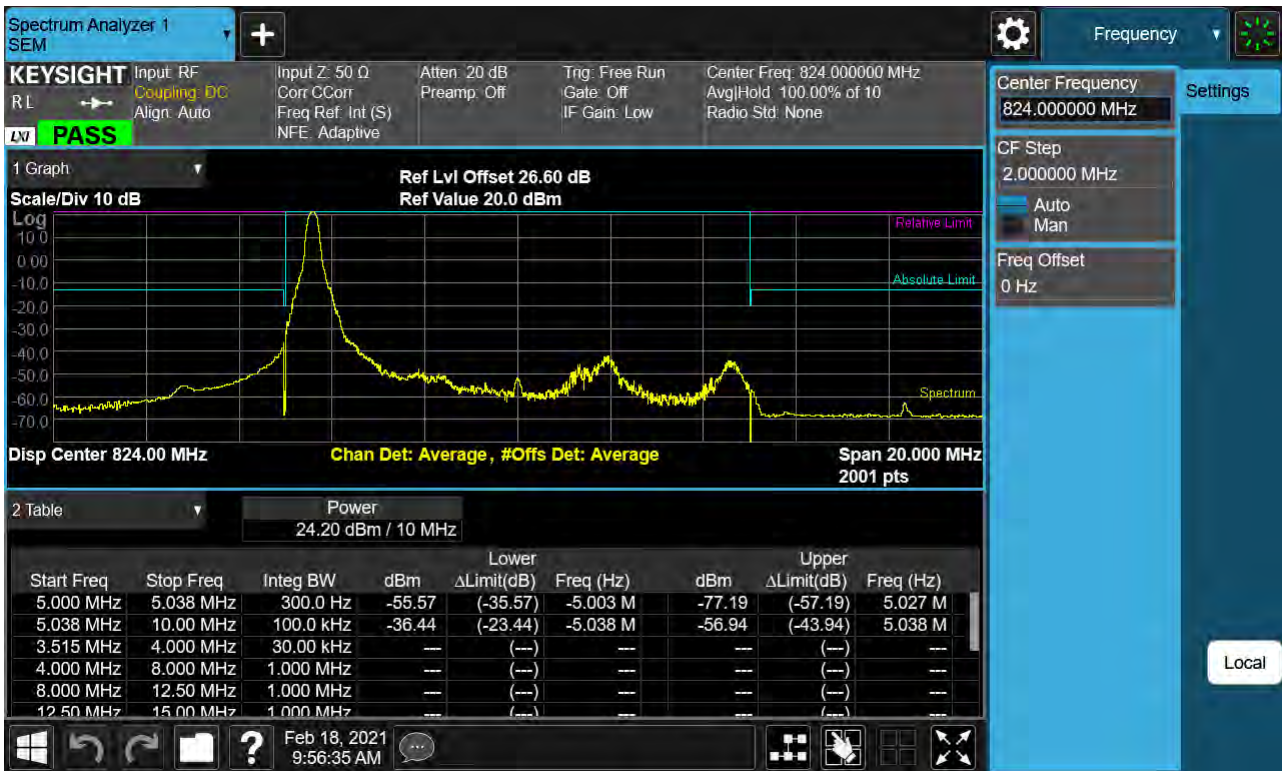 Spectrum Analyzer 1
SEM
+
Frequency
KEYSIGHT
R L
LXI
PASS
Input: RF
Coupling: DC
Align: Auto
Input Z: 50 Ω
Corr CCorr
Freq Ref: Int (S)
NFE: Adaptive
Atten: 20 dB
Preamp: Off
Trig: Free Run
Gate: Off
IF Gain: Low
Center Freq: 824.000000 MHz
Avg|Hold: 100.00% of 10
Radio Std: None
Center Frequency
824.000000 MHz
Settings
CF Step
2.000000 MHz
Auto
Man
Freq Offset
0 Hz
1 Graph
Scale/Div 10 dB
Ref Lvl Offset 26.60 dB
Ref Value 20.0 dBm
Log
10.0
0.00
-10.0
-20.0
-30.0
-40.0
-50.0
-60.0
-70.0
Relative Limit
Absolute Limit
Spectrum
Disp Center 824.00 MHz
Chan Det: Average, #Offs Det: Average
Span 20.000 MHz
2001 pts
2 Table
Power
24.20 dBm / 10 MHz
Lower Upper
Start Freq Stop Freq Integ BW dBm ΔLimit(dB) Freq (Hz) dBm ΔLimit(dB) Freq (Hz)
5.000 MHz 5.038 MHz 300.0 Hz -55.57 (-35.57) -5.003 M -77.19 (-57.19) 5.027 M
5.038 MHz 10.00 MHz 100.0 kHz -36.44 (-23.44) -5.038 M -56.94 (-43.94) 5.038 M
3.515 MHz 4.000 MHz 30.00 kHz --- (---) --- --- (---) ---
4.000 MHz 8.000 MHz 1.000 MHz --- (---) --- --- (---) ---
8.000 MHz 12.50 MHz 1.000 MHz --- (---) --- --- (---) ---
12.50 MHz 15.00 MHz 1.000 MHz --- (---) --- --- (---) ---
Local
?
Feb 18, 2021
9:56:35 AM